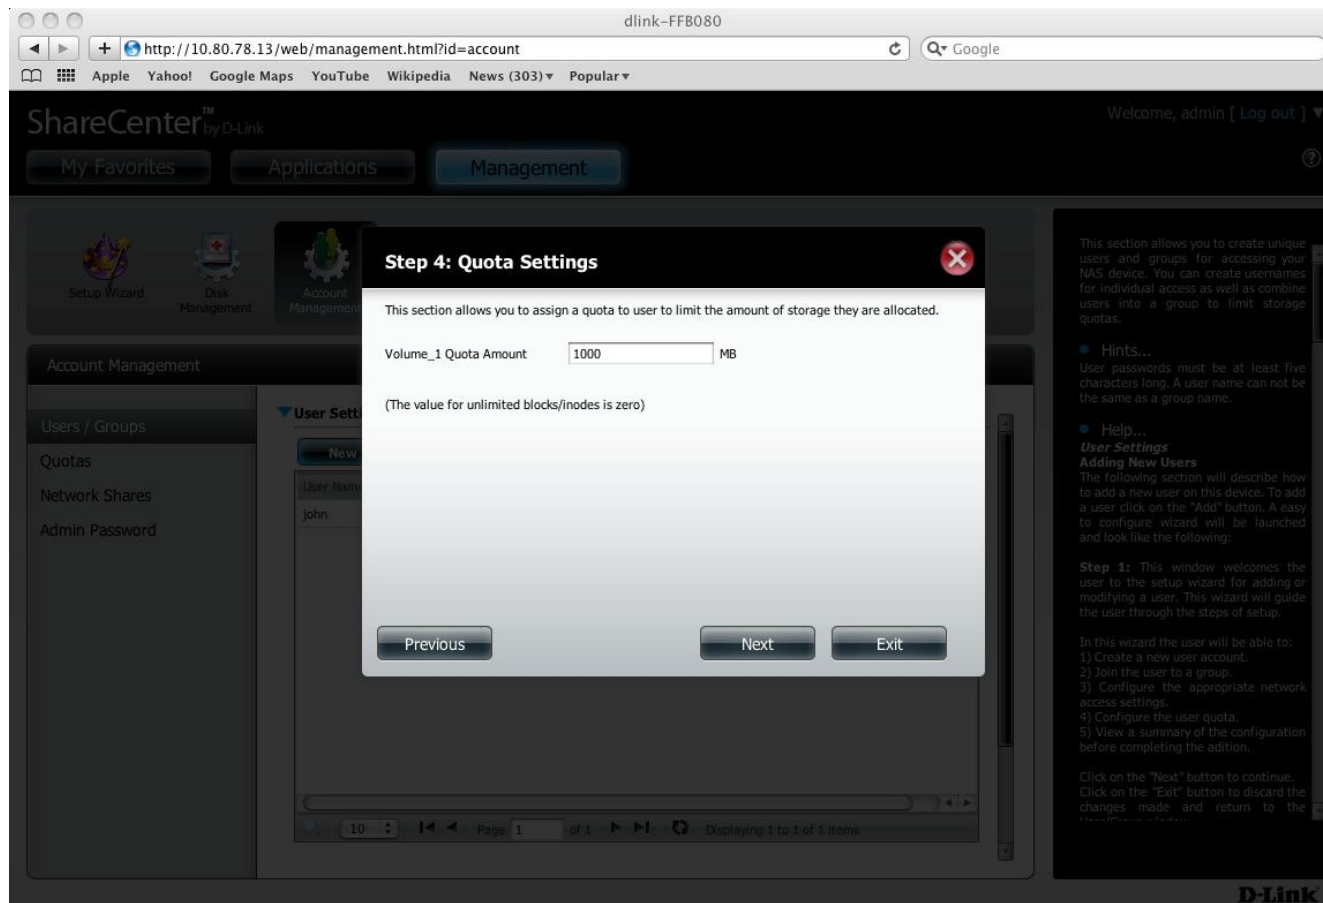 dlink-FFB080
http://10.80.78.13/web/management.html?id=account
Google
Apple Yahoo! Google Maps YouTube Wikipedia News (303) Popular
ShareCenter™ by D-Link
Welcome, admin [ Log out ]
My Favorites Applications Management
Setup Wizard
Disk Management
Account Management
Account Management
Users / Groups
Quotas
Network Shares
Admin Password
User Setti
New
User Name
john
Step 4: Quota Settings
This section allows you to assign a quota to user to limit the amount of storage they are allocated.
Volume_1 Quota Amount 1000 MB
(The value for unlimited blocks/inodes is zero)
Previous Next Exit
10 Page 1 of 1 Displaying 1 to 1 of 1 items
This section allows you to create unique
users and groups for accessing your
NAS device. You can create usernames
for individual access as well as combine
users into a group to limit storage
quotas.
Hints...
User passwords must be at least five
characters long. A user name can not be
the same as a group name.
Help...
User Settings
Adding New Users
The following section will describe how
to add a new user on this device. To add
a user click on the "Add" button. A easy
to configure wizard will be launched
and look like the following:
Step 1: This window welcomes the
user to the setup wizard for adding or
modifying a user. This wizard will guide
the user through the steps of setup.
In this wizard the user will be able to:
1) Create a new user account.
2) Join the user to a group.
3) Configure the appropriate network
access settings.
4) Configure the user quota.
5) View a summary of the configuration
before completing the adition.
Click on the "Next" button to continue.
Click on the "Exit" button to discard the
changes made and return to the
D-Link